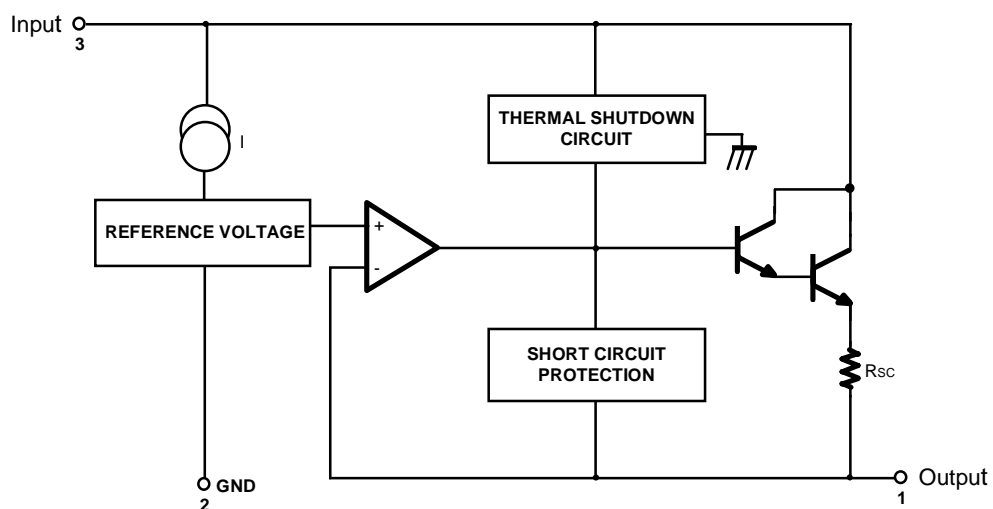 Input
3
THERMAL SHUTDOWN
CIRCUIT
I
REFERENCE VOLTAGE
+
-
SHORT CIRCUIT
PROTECTION
RSC
GND
2
Output
1